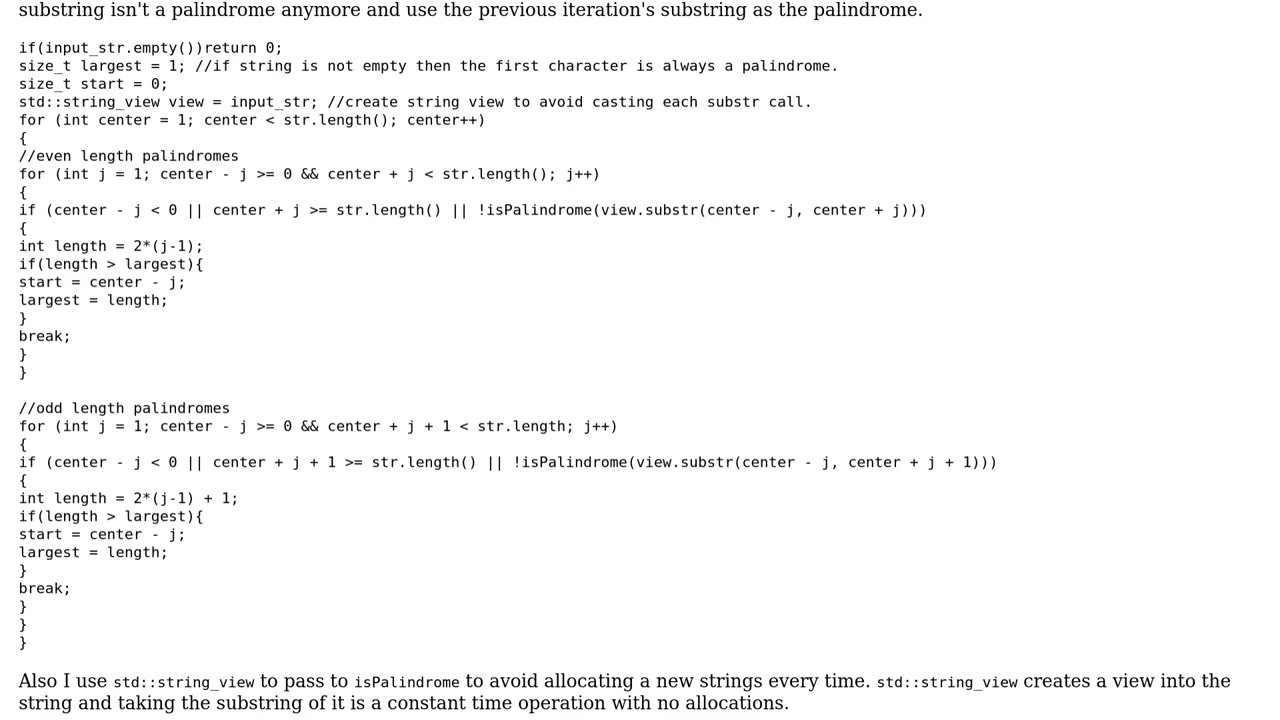 substring isn't a palindrome anymore and use the previous iteration's substring as the palindrome.
if(input_str.empty())return 0;
size_t largest = 1; //if string is not empty then the first character is always a palindrome.
size_t start = 0;
std::string_view view = input_str; //create string view to avoid casting each substr call.
for (int center = 1; center < str.length(); center++)
{
//even length palindromes
for (int j = 1; center - j >= 0 && center + j < str.length(); j++)
{
if (center - j < 0 || center + j >= str.length() || !isPalindrome(view.substr(center - j, center + j)))
{
int length = 2*(j-1);
if(length > largest){
start = center - j;
largest = length;
}
break;
}
}
//odd length palindromes
for (int j = 1; center - j >= 0 && center + j + 1 < str.length; j++)
{
if (center - j < 0 || center + j + 1 >= str.length() || !isPalindrome(view.substr(center - j, center + j + 1)))
{
int length = 2*(j-1) + 1;
if(length > largest){
start = center - j;
largest = length;
}
break;
}
}
}
Also I use std::string_view to pass to isPalindrome to avoid allocating a new strings every time. std::string_view creates a view into the
string and taking the substring of it is a constant time operation with no allocations.